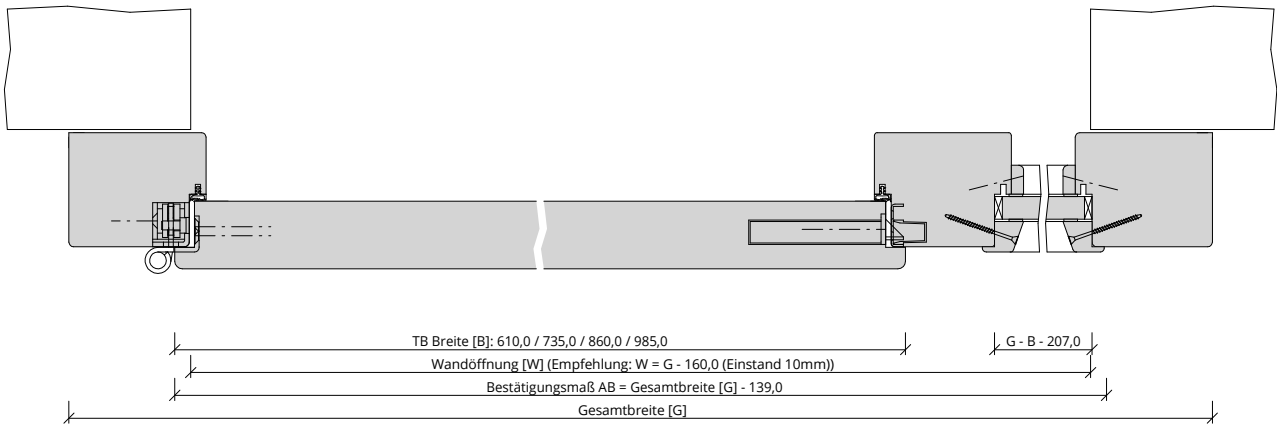 TB Breite [B]: 610,0 / 735,0 / 860,0 / 985,0
G - B - 207,0
Wandöffnung [W] (Empfehlung: W = G - 160,0 (Einstand 10mm))
Bestätigungsmaß AB = Gesamtbreite [G] - 139,0
Gesamtbreite [G]